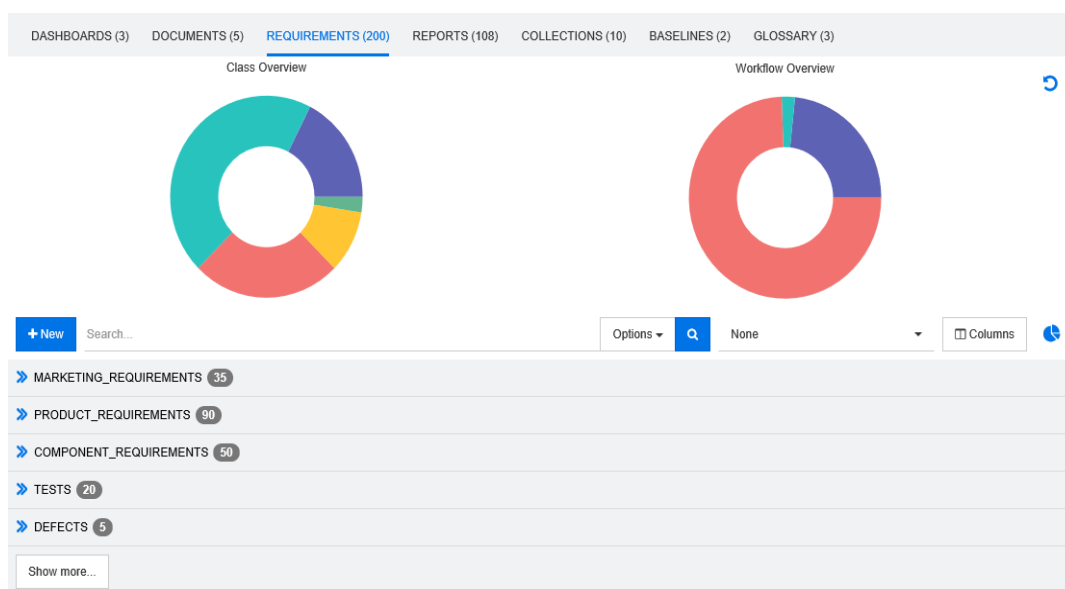 DASHBOARDS (3) DOCUMENTS (5) REQUIREMENTS (200) REPORTS (108) COLLECTIONS (10) BASELINES (2) GLOSSARY (3)
Class Overview Workflow Overview
+ New Search... Options None Columns
MARKETING_REQUIREMENTS 35
PRODUCT_REQUIREMENTS 90
COMPONENT_REQUIREMENTS 50
TESTS 20
DEFECTS 5
Show more...